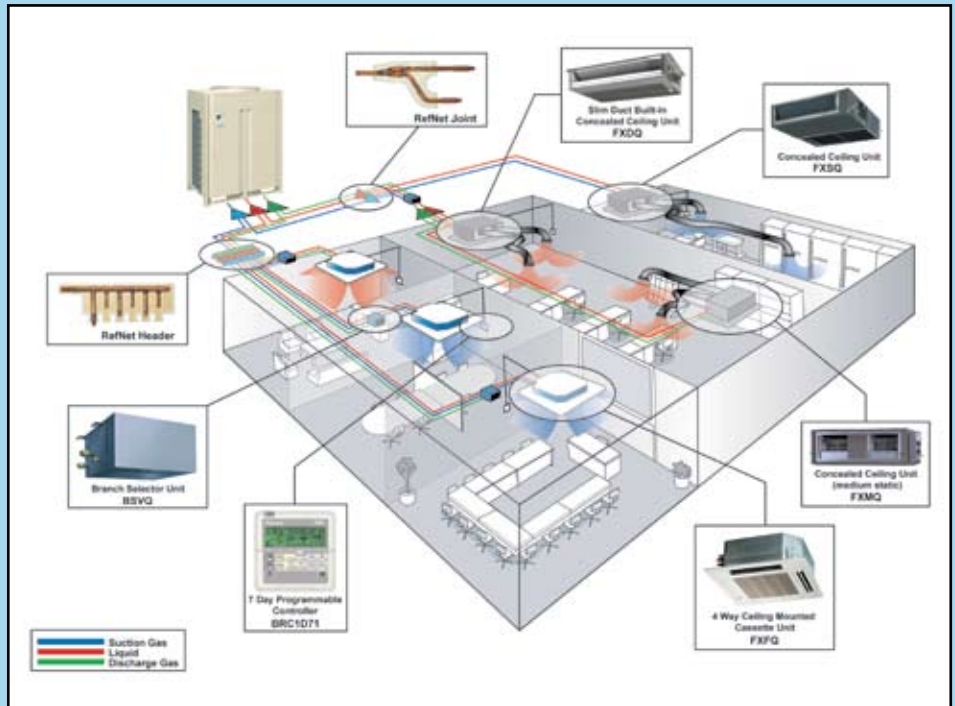 RefNet Joint
Slim Duct Built-in
Concealed Ceiling Unit
FXDQ
Concealed Ceiling Unit
FXSQ
RefNet Header
Branch Selector Unit
BSVQ
7 Day Programmable
Controller
BRC1D71
Concealed Ceiling Unit
(medium static)
FXMQ
4 Way Ceiling Mounted
Cassette Unit
FXFQ
Suction Gas
Liquid
Discharge Gas